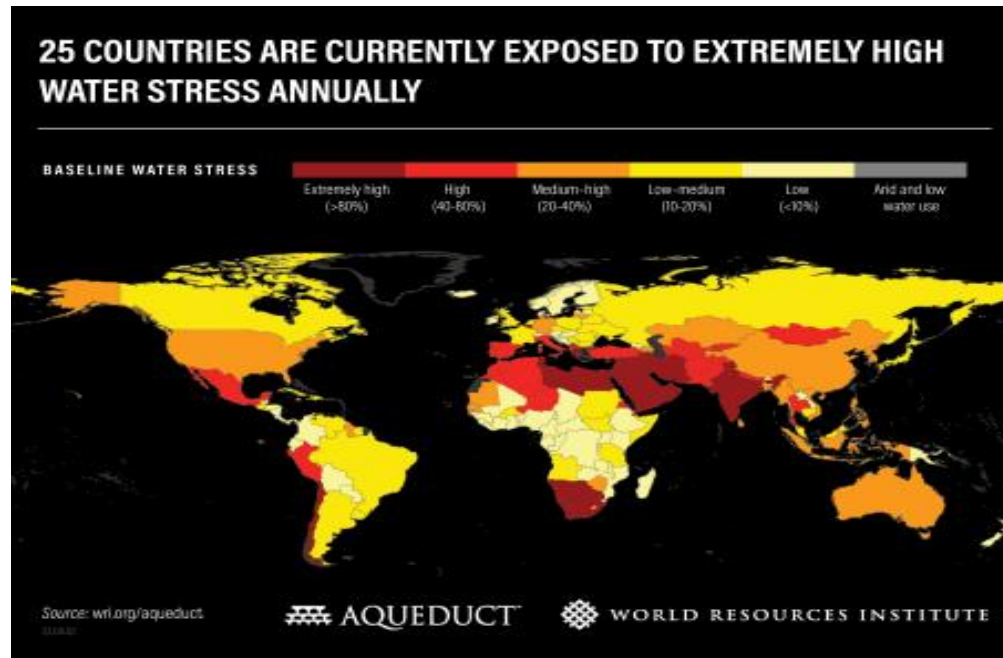 25 COUNTRIES ARE CURRENTLY EXPOSED TO EXTREMELY HIGH
WATER STRESS ANNUALLY
BASELINE WATER STRESS
Extremely high
(>80%)
High
(40-80%)
Medium-high
(20-40%)
Low-medium
(10-20%)
Low
(<10%)
Arid and low
water use
Source: wri.org/aqueduct
AQUEDUCT™
WORLD RESOURCES INSTITUTE